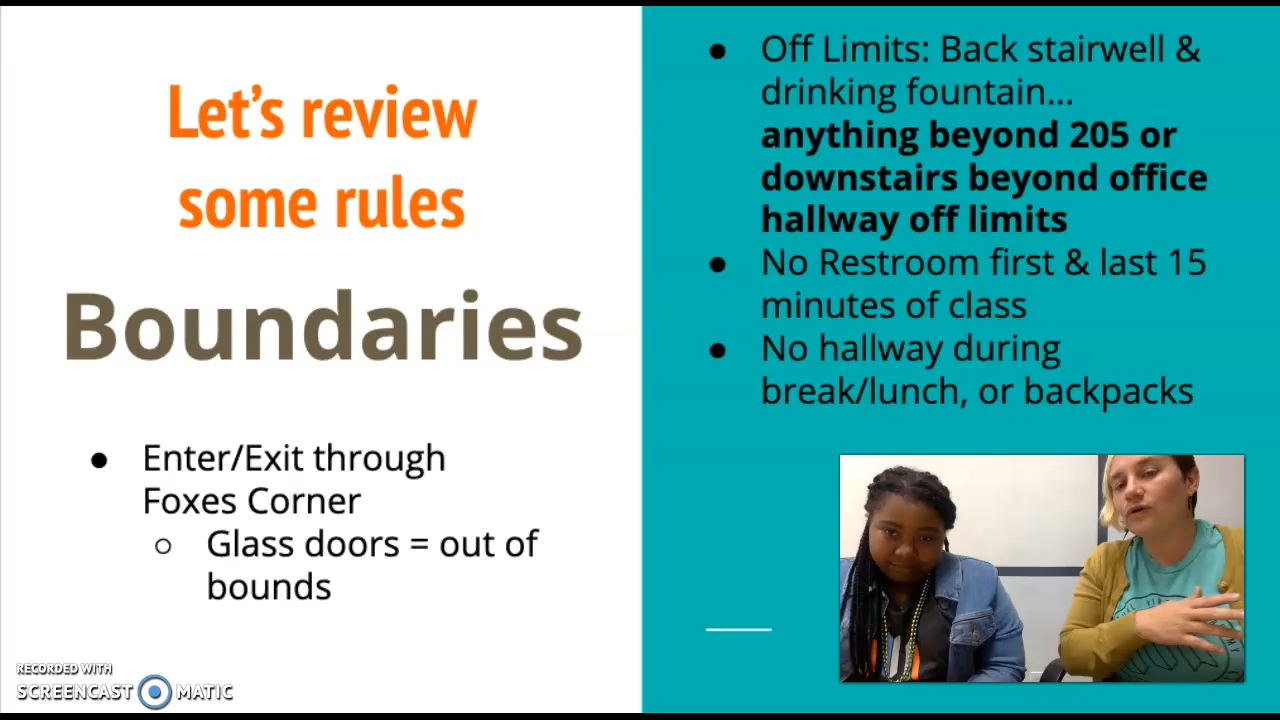 Let's review
some rules
Boundaries
● Enter/Exit through
Foxes Corner
○ Glass doors = out of
bounds
● Off Limits: Back stairwell &
drinking fountain...
anything beyond 205 or
downstairs beyond office
hallway off limits
● No Restroom first & last 15
minutes of class
● No hallway during
break/lunch, or backpacks
RECORDED WITH
SCREENCAST MATIC